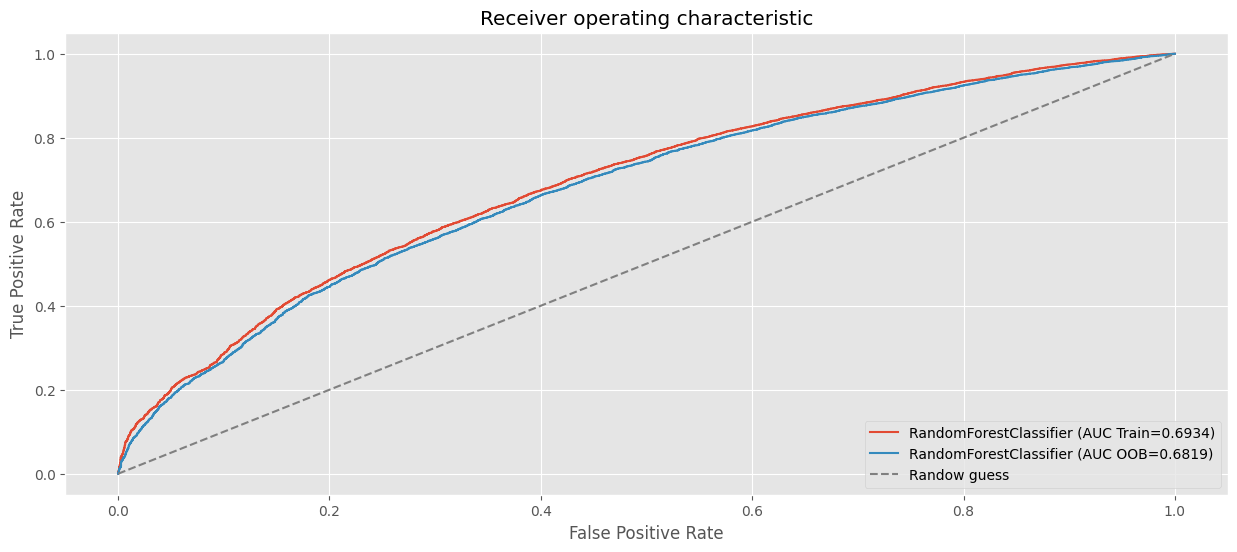 Receiver operating characteristic
True Positive Rate
1.0
0.8
0.6
0.4
0.2
0.0
RandomForestClassifier (AUC Train=0.6934)
RandomForestClassifier (AUC OOB=0.6819)
Randow guess
0.0 0.2 0.4 0.6 0.8 1.0
False Positive Rate